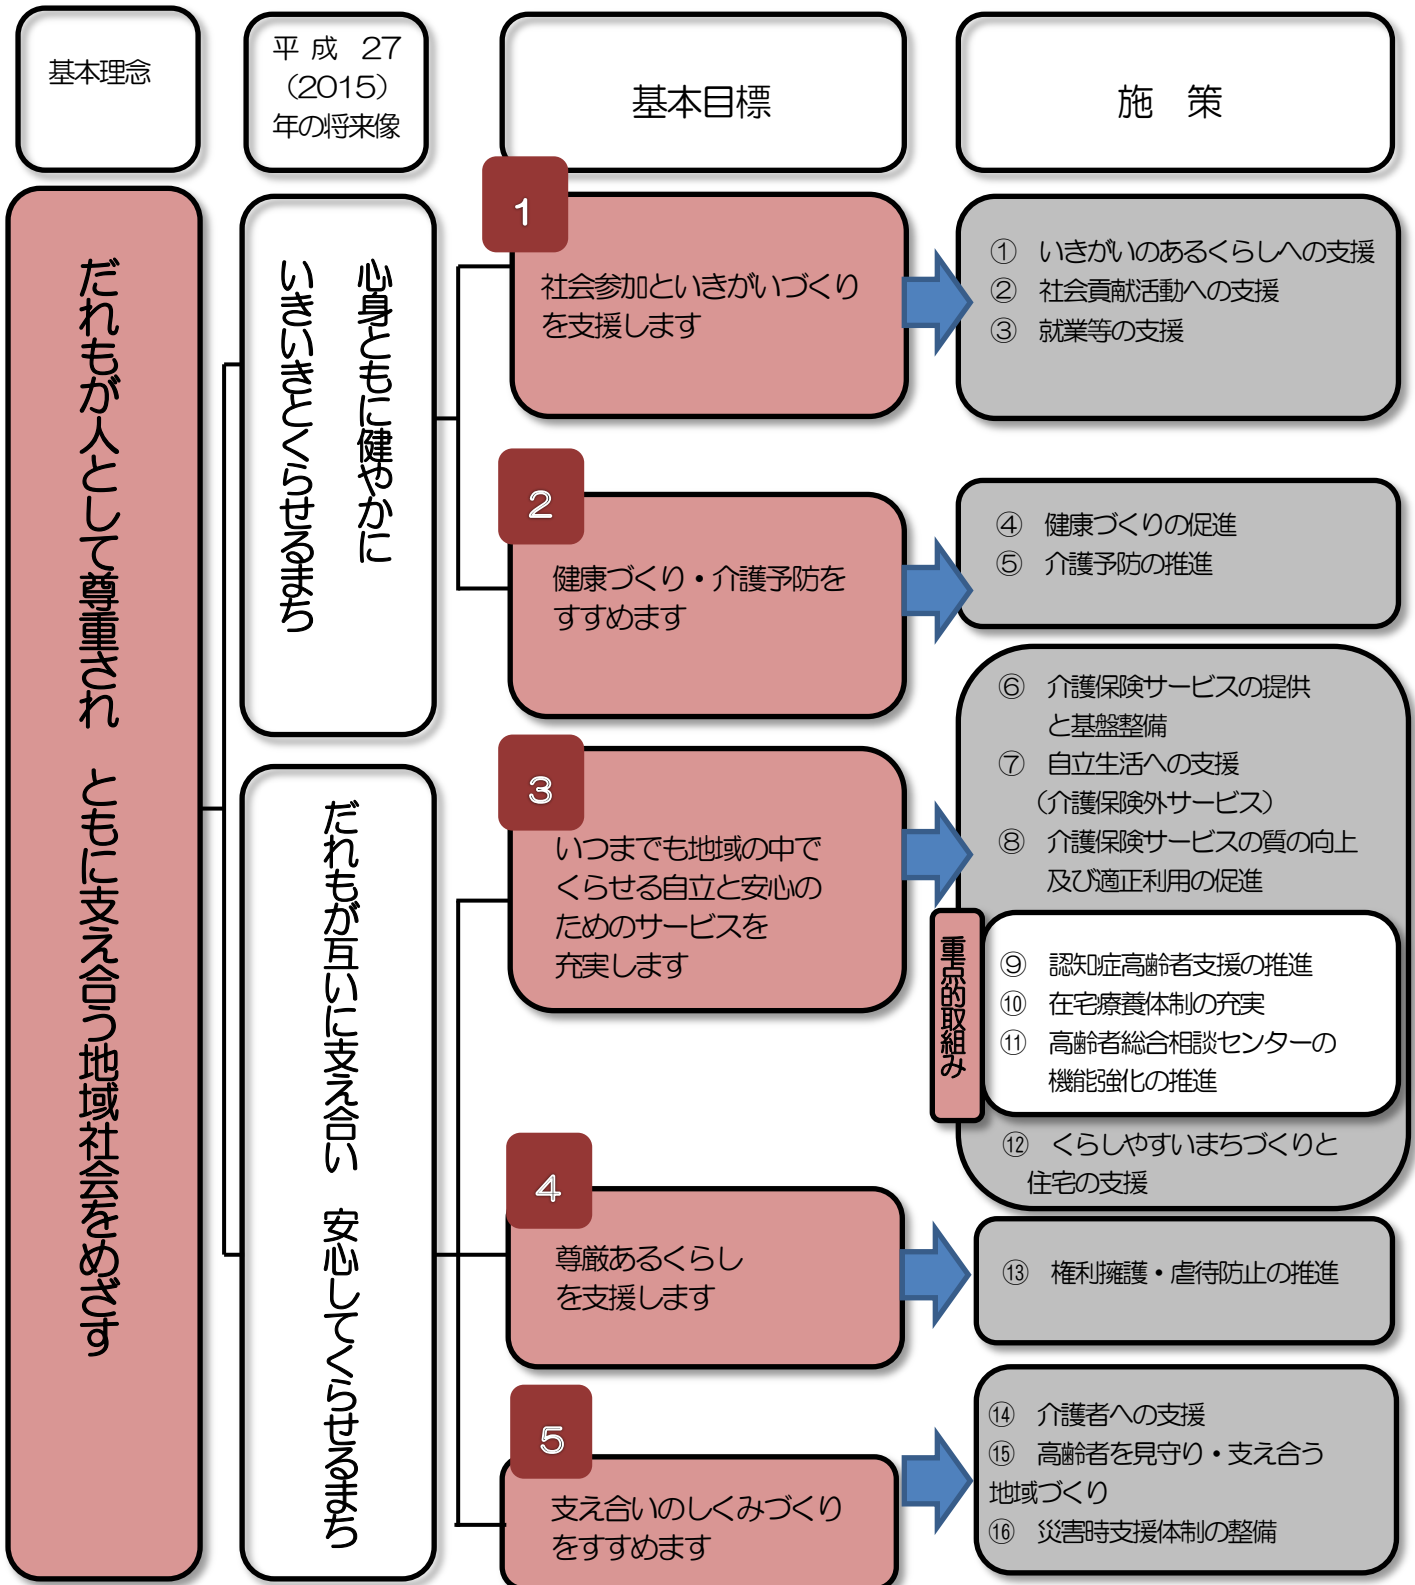 基本理念
平成 27
（2015）
年の将来像
基本目標
施　策
だれもが人として尊重され　ともに支え合う地域社会をめざす
心身ともに健やかに
いきいきとくらせるまち
1
社会参加といきがいづくり
を支援します
① いきがいのあるくらしへの支援
② 社会貢献活動への支援
③ 就業等の支援
2
健康づくり・介護予防を
すすめます
④ 健康づくりの促進
⑤ 介護予防の推進
だれもが互いに支え合い　安心してくらせるまち
3
いつまでも地域の中で
くらせる自立と安心の
ためのサービスを
充実します
⑥ 介護保険サービスの提供
と基盤整備
⑦ 自立生活への支援
（介護保険外サービス）
⑧ 介護保険サービスの質の向上
及び適正利用の促進
重点的取組み
⑨ 認知症高齢者支援の推進
⑩ 在宅療養体制の充実
⑪ 高齢者総合相談センターの
機能強化の推進
⑫ くらしやすいまちづくりと
住宅の支援
4
尊厳あるくらし
を支援します
⑬ 権利擁護・虐待防止の推進
5
支え合いのしくみづくり
をすすめます
⑭ 介護者への支援
⑮ 高齢者を見守り・支え合う
地域づくり
⑯ 災害時支援体制の整備